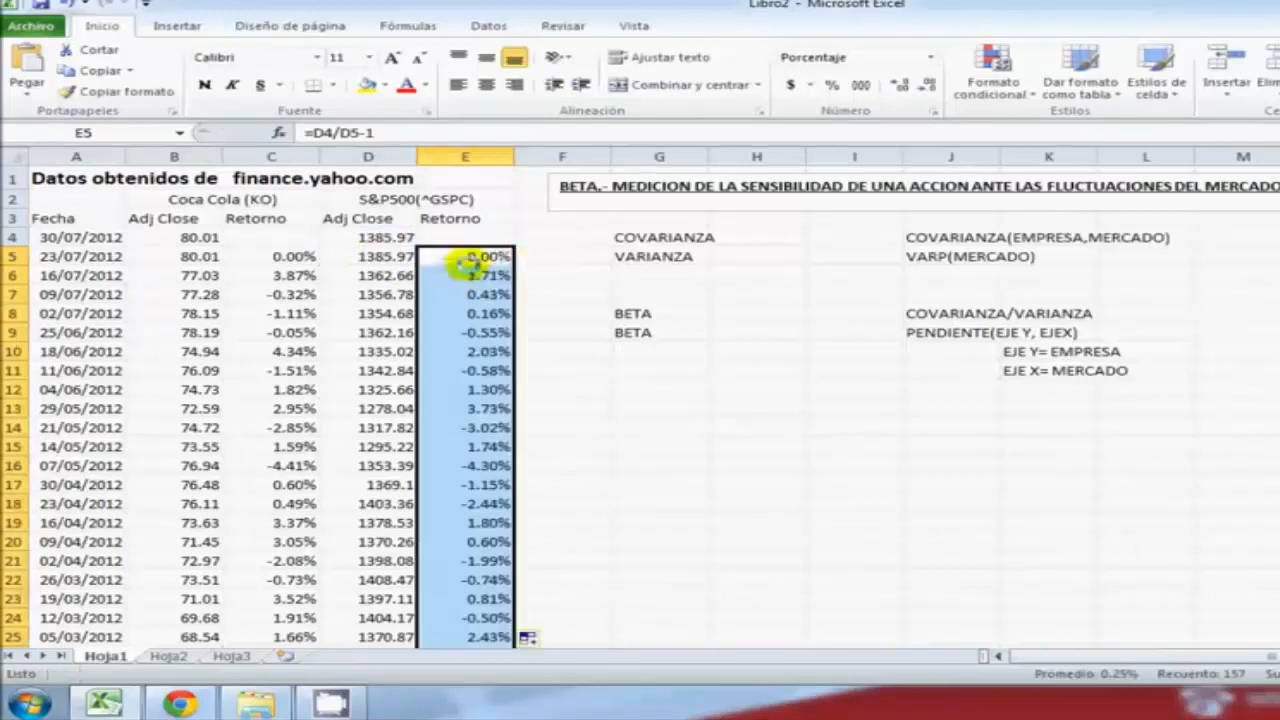 Libro2 - Microsoft Excel
Archivo Inicio Insertar Diseño de página Fórmulas Datos Revisar Vista
Cortar Calibri 11 A A Ajustar texto Porcentaje
Copiar
Pegar Copiar formato N K S A Combinar y centrar $ % 000 Formato condicional Dar formato como tabla Estilos de celda Insertar
Portapapeles Fuente Alineación Número Estilos
E5 fx =D4/D5-1
A B C D E F G H I J K L M
1 Datos obtenidos de finance.yahoo.com BETA.- MEDICION DE LA SENSIBILIDAD DE UNA ACCION ANTE LAS FLUCTUACIONES DEL MERCADO
2 Coca Cola (KO) S&P500(^GSPC)
3 Fecha Adj Close Retorno Adj Close Retorno
4 30/07/2012 80.01 1385.97 COVARIANZA COVARIANZA(EMPRESA,MERCADO)
5 23/07/2012 80.01 0.00% 1385.97 0.00% VARIANZA VARP(MERCADO)
6 16/07/2012 77.03 3.87% 1362.66 1.71%
7 09/07/2012 77.28 -0.32% 1356.78 0.43%
8 02/07/2012 78.15 -1.11% 1354.68 0.16% BETA COVARIANZA/VARIANZA
9 25/06/2012 78.19 -0.05% 1362.16 -0.55% BETA PENDIENTE(EJE Y, EJEX)
10 18/06/2012 74.94 4.34% 1335.02 2.03% EJE Y= EMPRESA
11 11/06/2012 76.09 -1.51% 1342.84 -0.58% EJE X= MERCADO
12 04/06/2012 74.73 1.82% 1325.66 1.30%
13 29/05/2012 72.59 2.95% 1278.04 3.73%
14 21/05/2012 74.72 -2.85% 1317.82 -3.02%
15 14/05/2012 73.55 1.59% 1295.22 1.74%
16 07/05/2012 76.94 -4.41% 1353.39 -4.30%
17 30/04/2012 76.48 0.60% 1369.1 -1.15%
18 23/04/2012 76.11 0.49% 1403.36 -2.44%
19 16/04/2012 73.63 3.37% 1378.53 1.80%
20 09/04/2012 71.45 3.05% 1370.26 0.60%
21 02/04/2012 72.97 -2.08% 1398.08 -1.99%
22 26/03/2012 73.51 -0.73% 1408.47 -0.74%
23 19/03/2012 71.01 3.52% 1397.11 0.81%
24 12/03/2012 69.68 1.91% 1404.17 -0.50%
25 05/03/2012 68.54 1.66% 1370.87 2.43%
Hoja1 Hoja2 Hoja3
Listo Promedio: 0.25% Recuento: 157